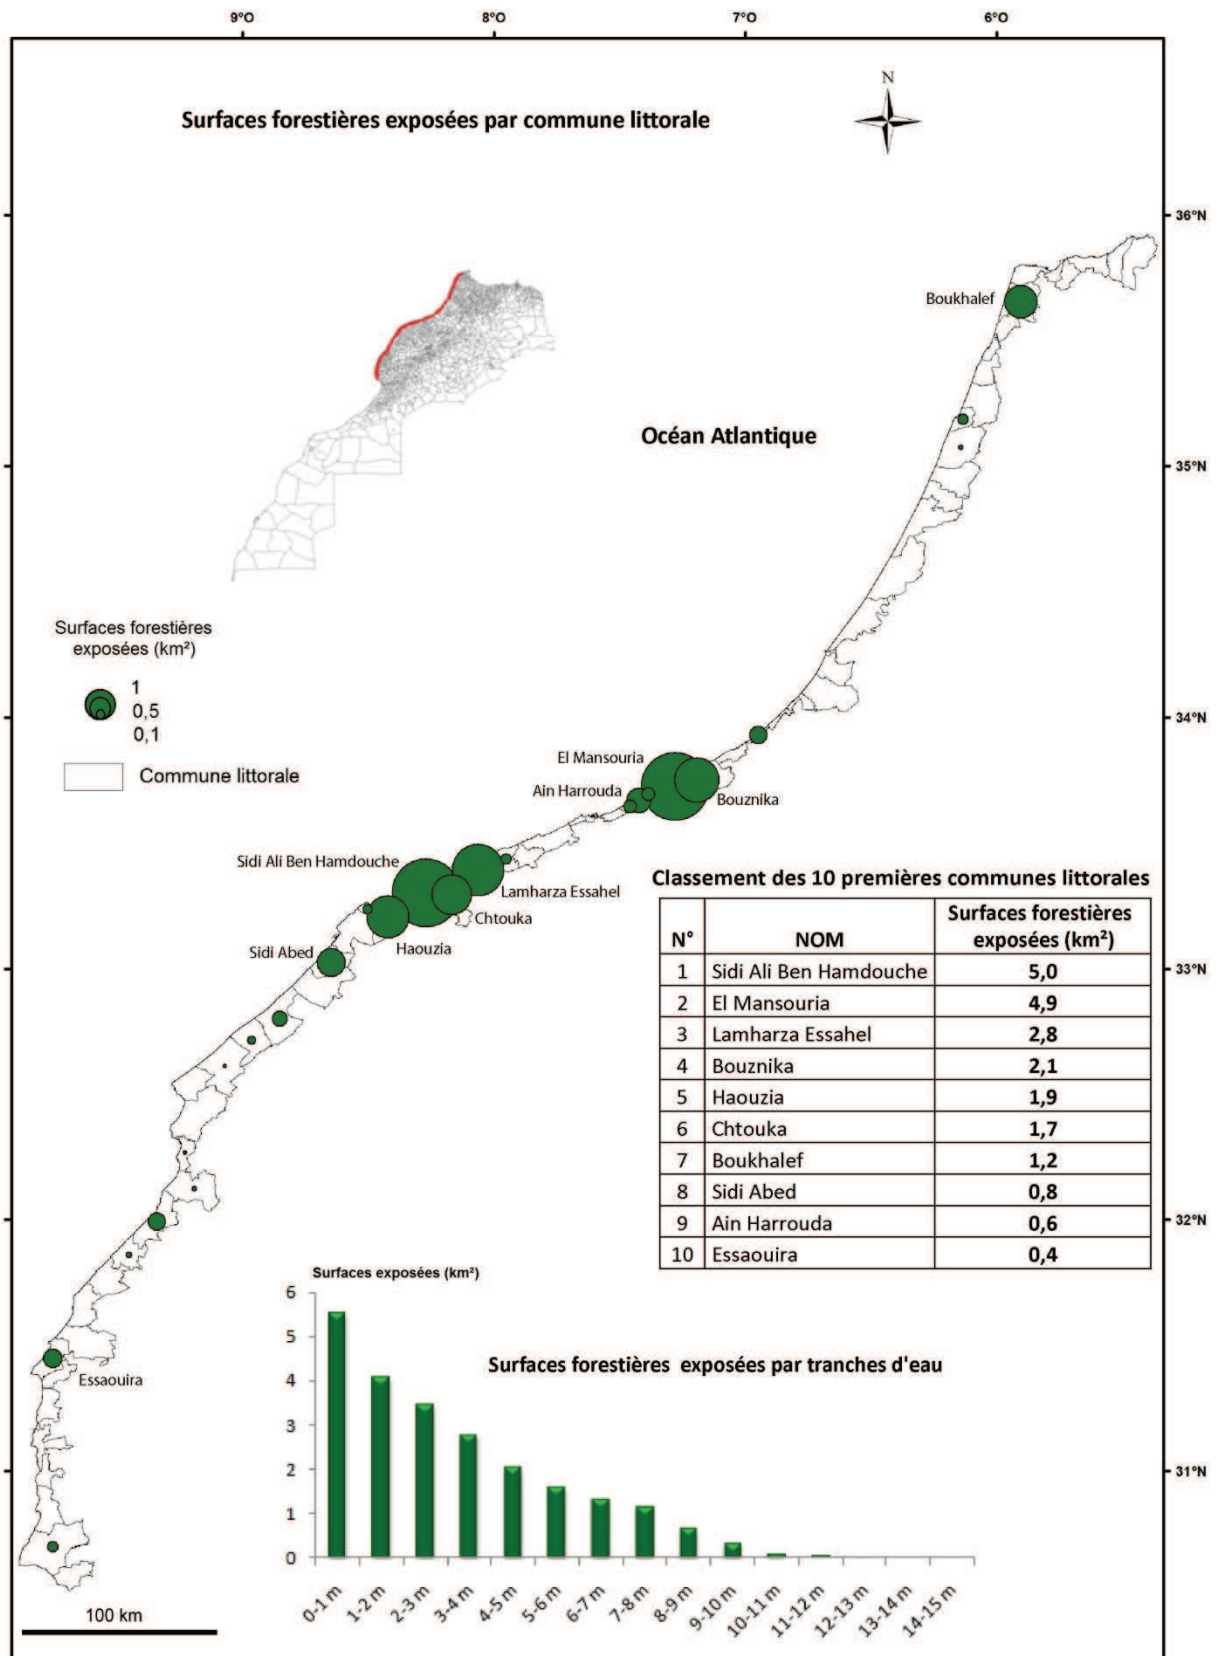 9°O 8°O 7°O 6°O
N
Surfaces forestières exposées par commune littorale
36°N
Boukhalef
Océan Atlantique
35°N
Surfaces forestières
exposées (km²)
1
0,5
0,1
Commune littorale
34°N
El Mansouria
Ain Harrouda
Bouznika
Sidi Ali Ben Hamdouche
Lamharza Essahel
Chtouka
Haouzia
Sidi Abed
33°N
Classement des 10 premières communes littorales
N° NOM Surfaces forestières
exposées (km²)
1 Sidi Ali Ben Hamdouche 5,0
2 El Mansouria 4,9
3 Lamharza Essahel 2,8
4 Bouznika 2,1
5 Haouzia 1,9
6 Chtouka 1,7
7 Boukhalef 1,2
8 Sidi Abed 0,8
9 Ain Harrouda 0,6
10 Essaouira 0,4
32°N
Essaouira
31°N
Surfaces exposées (km²)
Surfaces forestières exposées par tranches d'eau
6
5
4
3
2
1
0
0-1 m 1-2 m 2-3 m 3-4 m 4-5 m 5-6 m 6-7 m 7-8 m 8-9 m 9-10 m 10-11 m 11-12 m 12-13 m 13-14 m 14-15 m
100 km